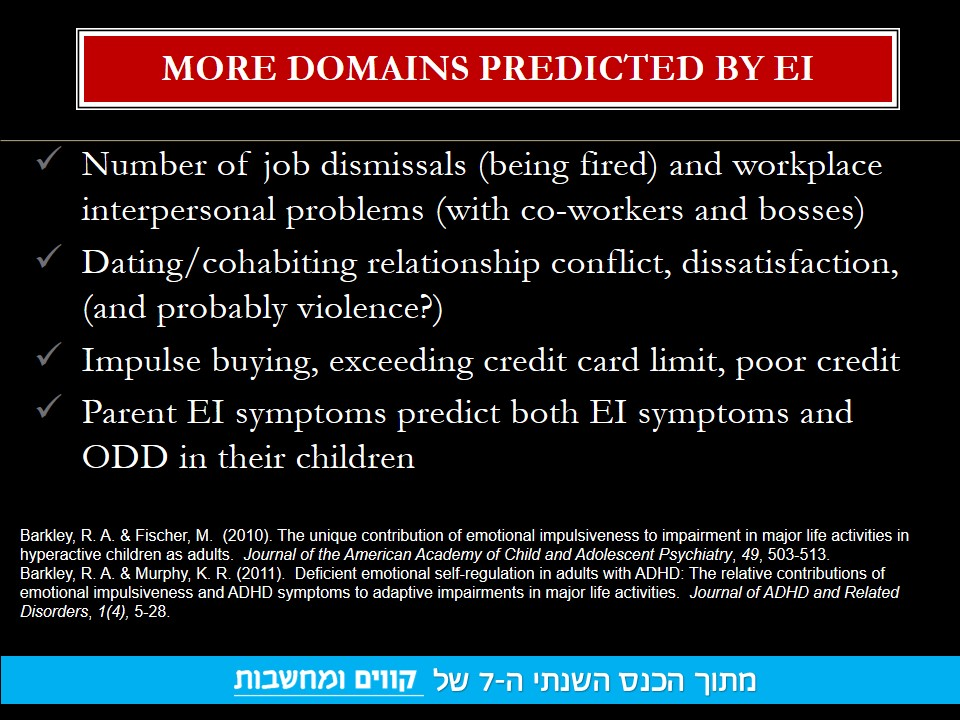 MORE DOMAINS PREDICTED BY EI
Number of job dismissals (being fired) and workplace
interpersonal problems (with co-workers and bosses)
Dating/cohabiting relationship conflict, dissatisfaction,
(and probably violence?)
Impulse buying, exceeding credit card limit, poor credit
Parent EI symptoms predict both EI symptoms and
ODD in their children
Barkley, R. A. & Fischer, M. (2010). The unique contribution of emotional impulsiveness to impairment in major life activities in
hyperactive children as adults. Journal of the American Academy of Child and Adolescent Psychiatry, 49, 503-513.
Barkley, R. A. & Murphy, K. R. (2011). Deficient emotional self-regulation in adults with ADHD: The relative contributions of
emotional impulsiveness and ADHD symptoms to adaptive impairments in major life activities. Journal of ADHD and Related
Disorders, 1(4), 5-28.
מתוך הכנס השנתי ה-7 של קווים ומחשבות